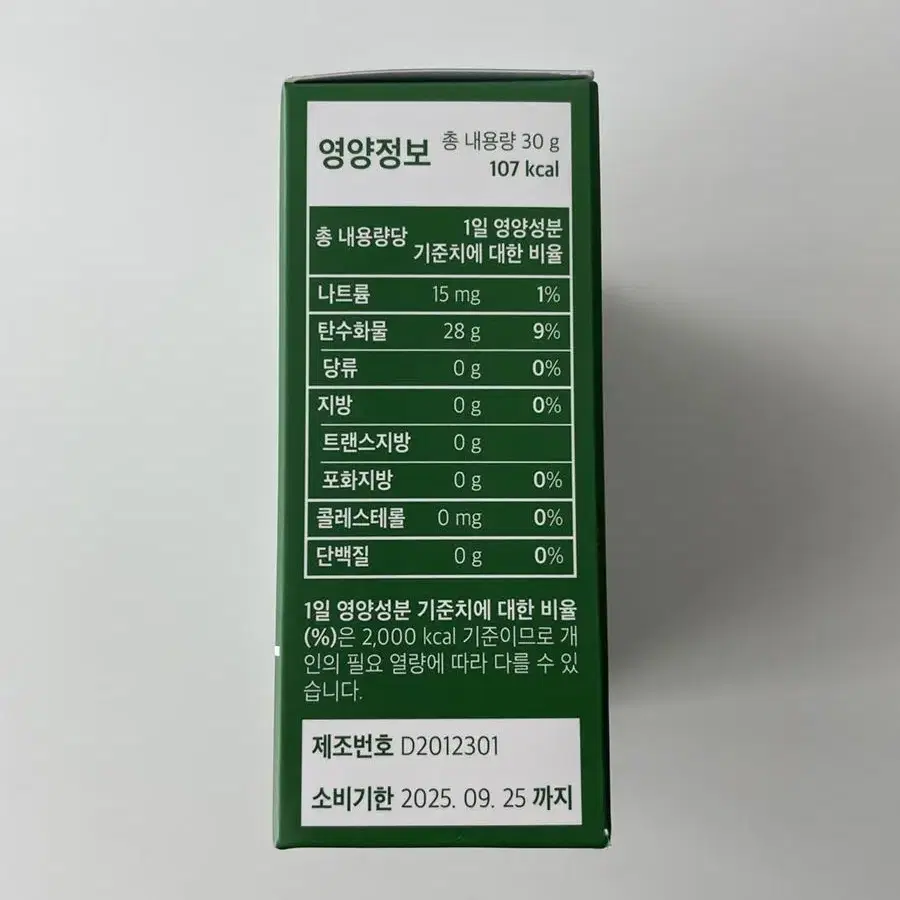 영양정보 총 내용량 30 g
107 kcal
총 내용량당 1일 영양성분
기준치에 대한 비율
나트륨 15 mg 1%
탄수화물 28 g 9%
당류 0 g 0%
지방 0 g 0%
트랜스지방 0 g
포화지방 0 g 0%
콜레스테롤 0 mg 0%
단백질 0 g 0%
1일 영양성분 기준치에 대한 비율
(%)은 2,000 kcal 기준이므로 개
인의 필요 열량에 따라 다를 수 있
습니다.
제조번호 D2012301
소비기한 2025. 09. 25 까지